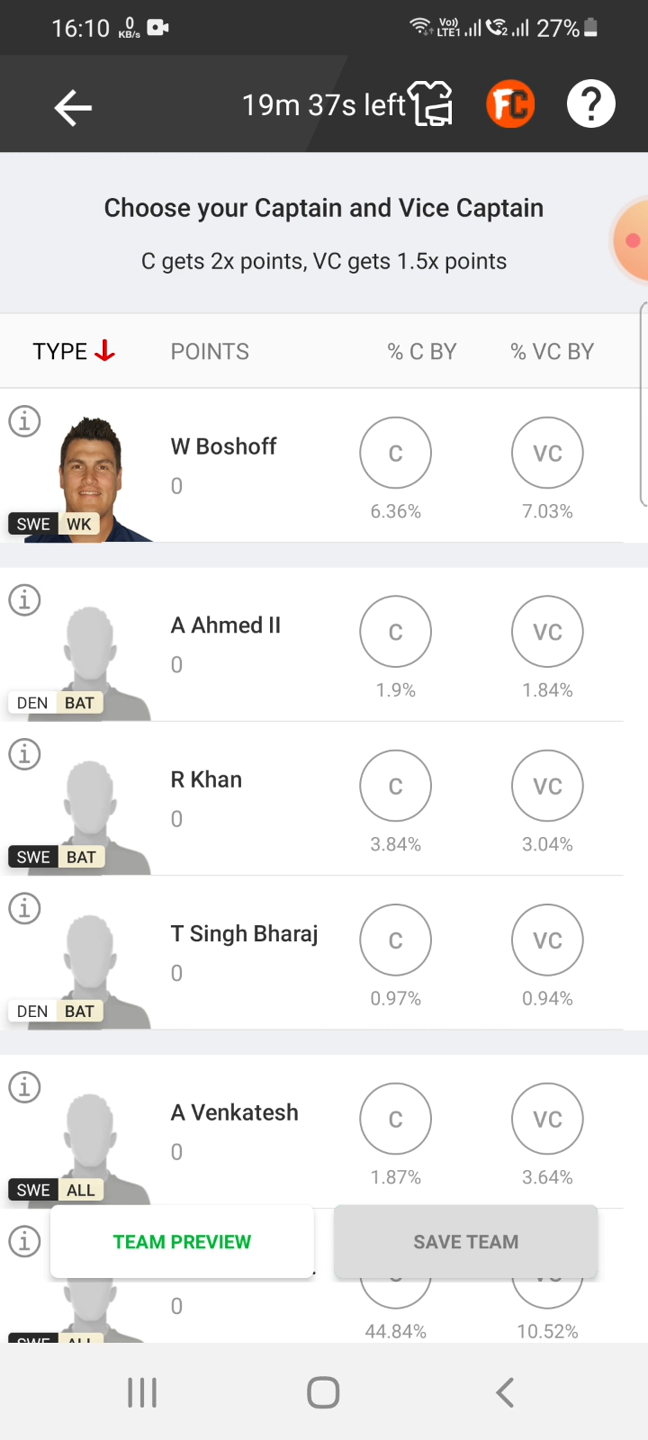 16:10 0 KB/s Vo)) LTE1 2 27%
19m 37s left FC ?
Choose your Captain and Vice Captain
C gets 2x points, VC gets 1.5x points
TYPE POINTS % C BY % VC BY
W Boshoff
0
C
VC
SWE WK
6.36%
7.03%
A Ahmed II
0
C
VC
DEN BAT
1.9%
1.84%
R Khan
0
C
VC
SWE BAT
3.84%
3.04%
T Singh Bharaj
0
C
VC
DEN BAT
0.97%
0.94%
A Venkatesh
0
C
VC
SWE ALL
1.87%
3.64%
TEAM PREVIEW
SAVE TEAM
0
C
VC
SWE ALL
44.84%
10.52%